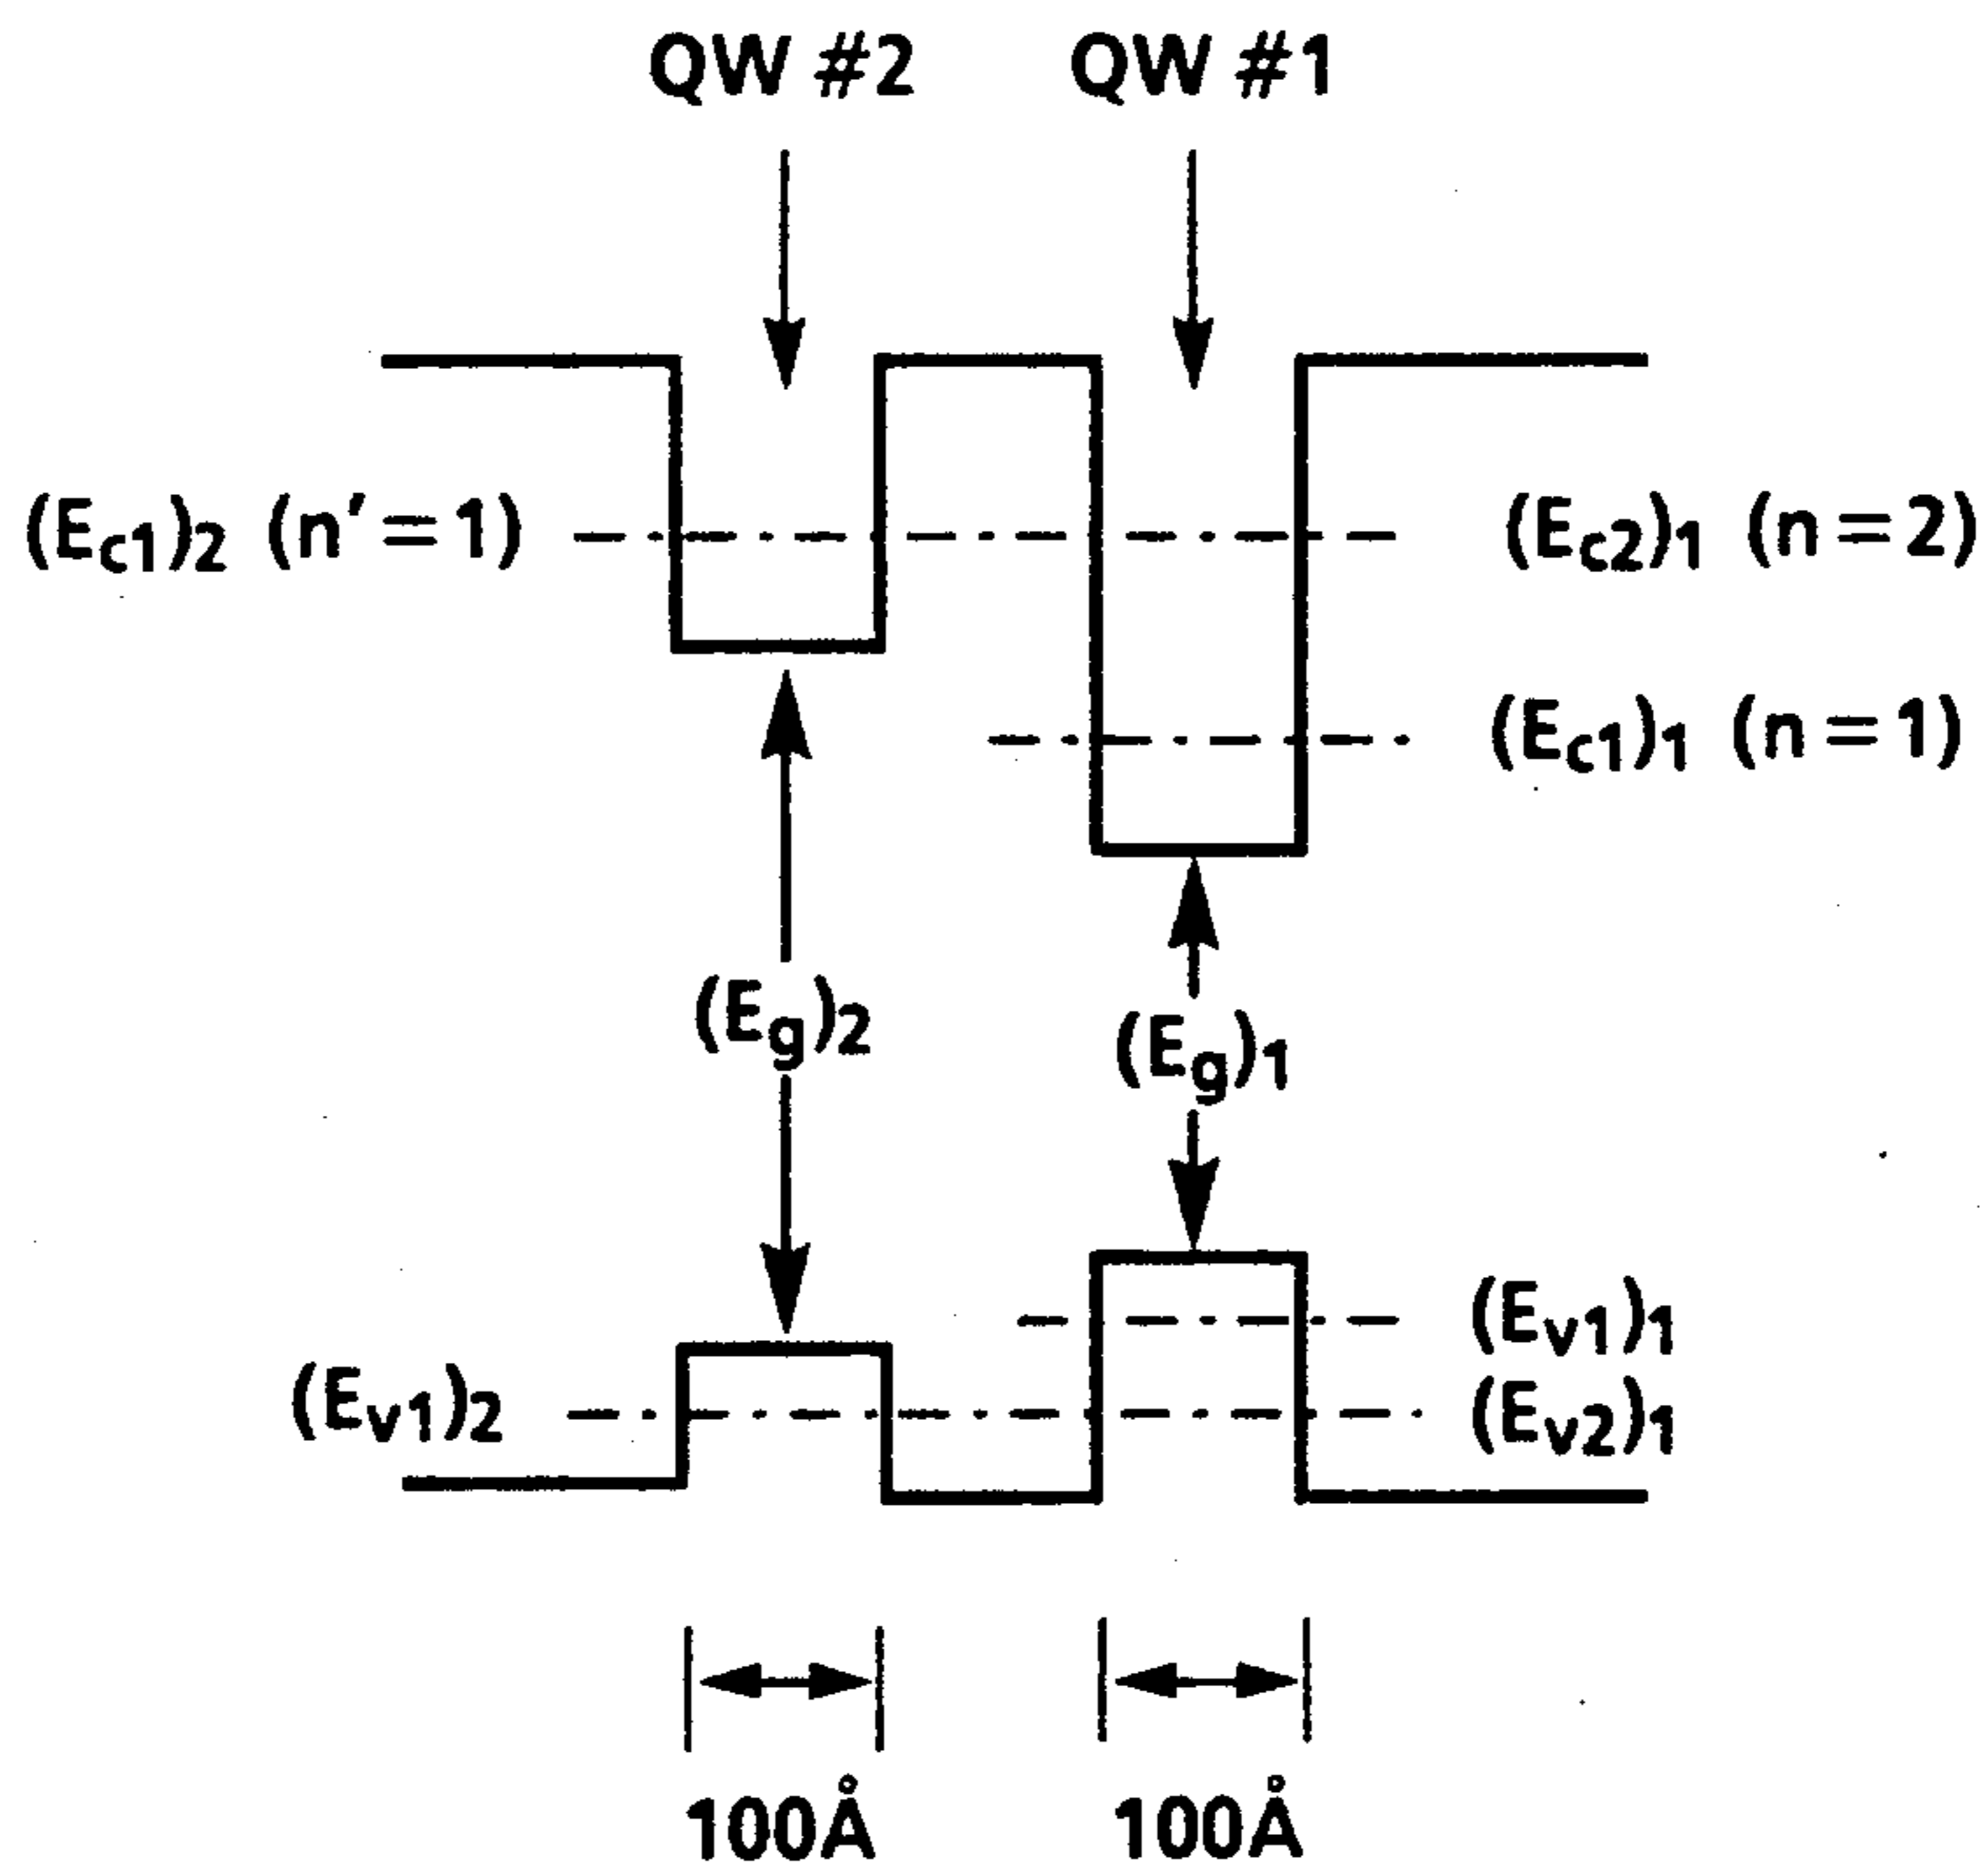 QW #2 QW #1
(Ec1)2 (n′=1) (Ec2)1 (n=2)
(Ec1)1 (n=1)
(Eg)2 (Eg)1
(Ev1)1
(Ev1)2 (Ev2)1
100Å 100Å